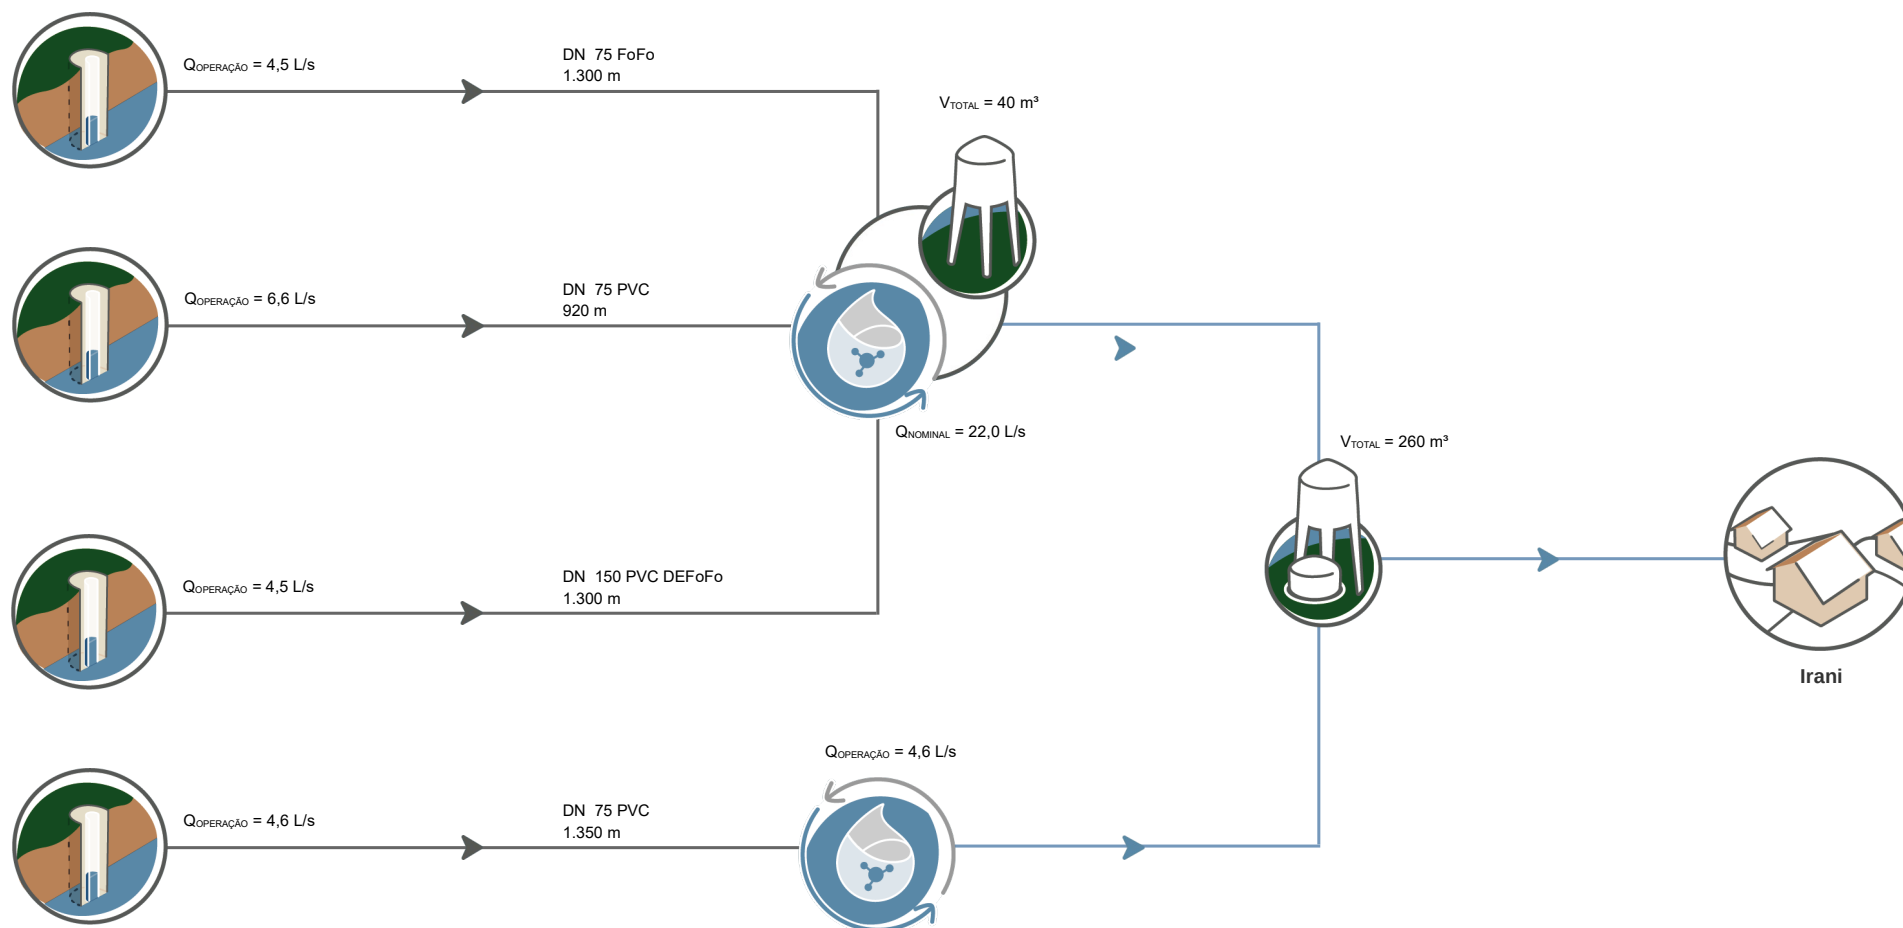 DN 75 FoFo
1.300 m
QOPERAÇÃO = 4,5 L/s
VTOTAL = 40 m³
QOPERAÇÃO = 6,6 L/s
DN 75 PVC
920 m
QNOMINAL = 22,0 L/s
VTOTAL = 260 m³
QOPERAÇÃO = 4,5 L/s
DN 150 PVC DEFoFo
1.300 m
Irani
QOPERAÇÃO = 4,6 L/s
DN 75 PVC
1.350 m
QOPERAÇÃO = 4,6 L/s